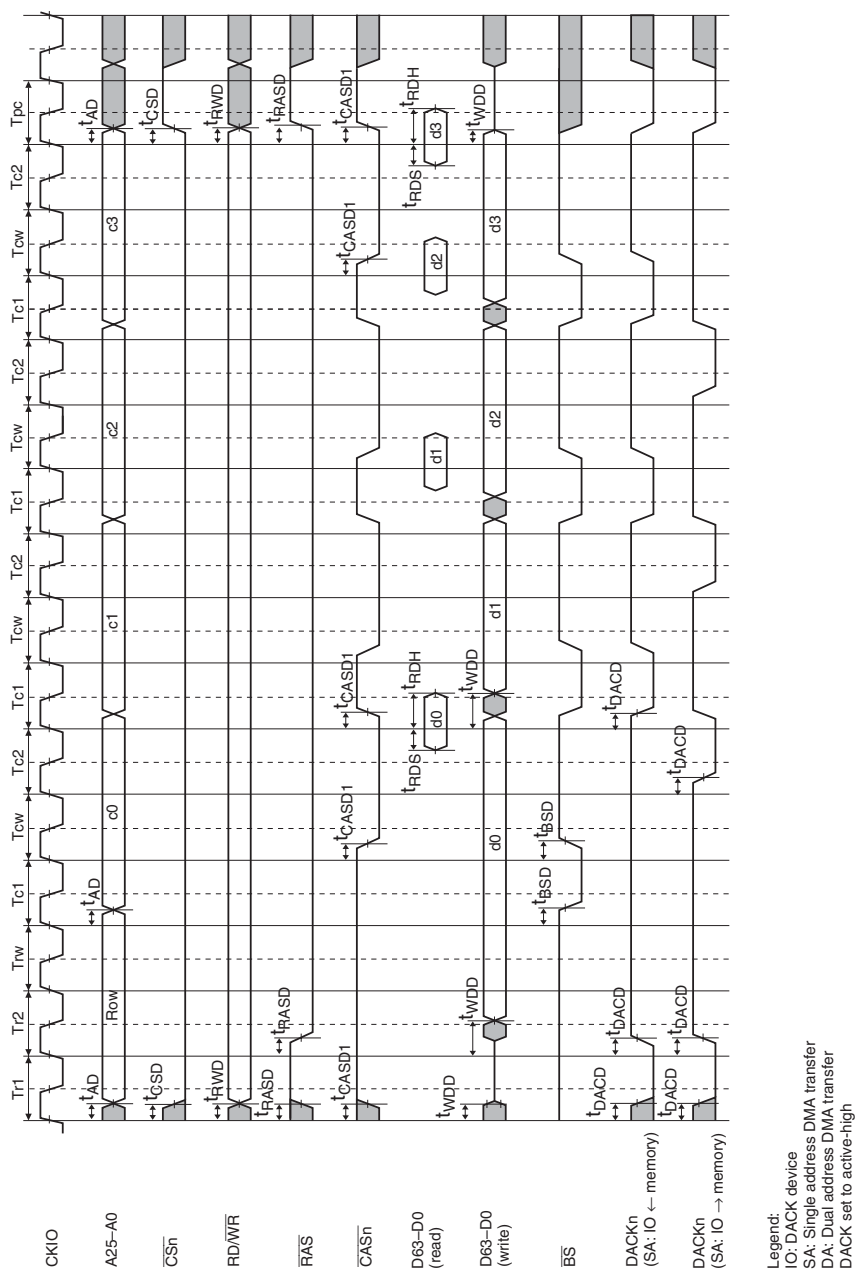 Tr1 Tr2 Trw Tc1 Tcw Tc2 Tc1 Tcw Tc2 Tc1 Tcw Tc2 Tc1 Tcw Tc2 Tpc
CKIO
tAD tAD tAD
A25–A0 Row c0 c1 c2 c3
tCSD tCSD
CSn
tRWD tRWD
RD/WR
tRASD tRASD tRASD
RAS
tCASD1 tCASD1 tCASD1 tCASD1 tCASD1
CASn
tRDS tRDH tRDS tRDH
D63–D0
(read)
d0 d1 d2 d3
tWDD tWDD tWDD tWDD
D63–D0
(write)
d0 d1 d2 d3
tBSD tBSD
BS
tDACD tDACD tDACD
DACKn
(SA: IO ← memory)
tDACD tDACD tDACD
DACKn
(SA: IO → memory)
Legend:
IO: DACK device
SA: Single address DMA transfer
DA: Dual address DMA transfer
DACK set to active-high